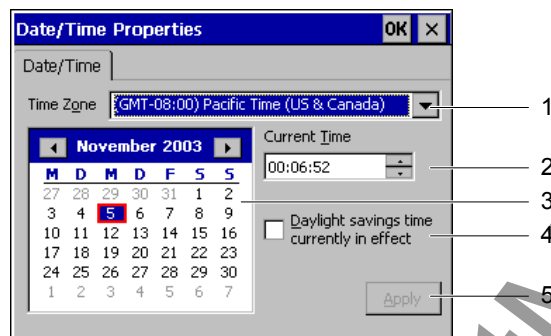 Date/Time Properties OK ×
Date/Time
Time Zone (GMT-08:00) Pacific Time (US & Canada) 1
November 2003 Current Time
M D M D F S S
00:06:52 2
27 28 29 30 31 1 2
3 4 5 6 7 8 9 3
10 11 12 13 14 15 16 Daylight savings time
17 18 19 20 21 22 23 currently in effect 4
24 25 26 27 28 29 30
1 2 3 4 5 6 7 Apply 5